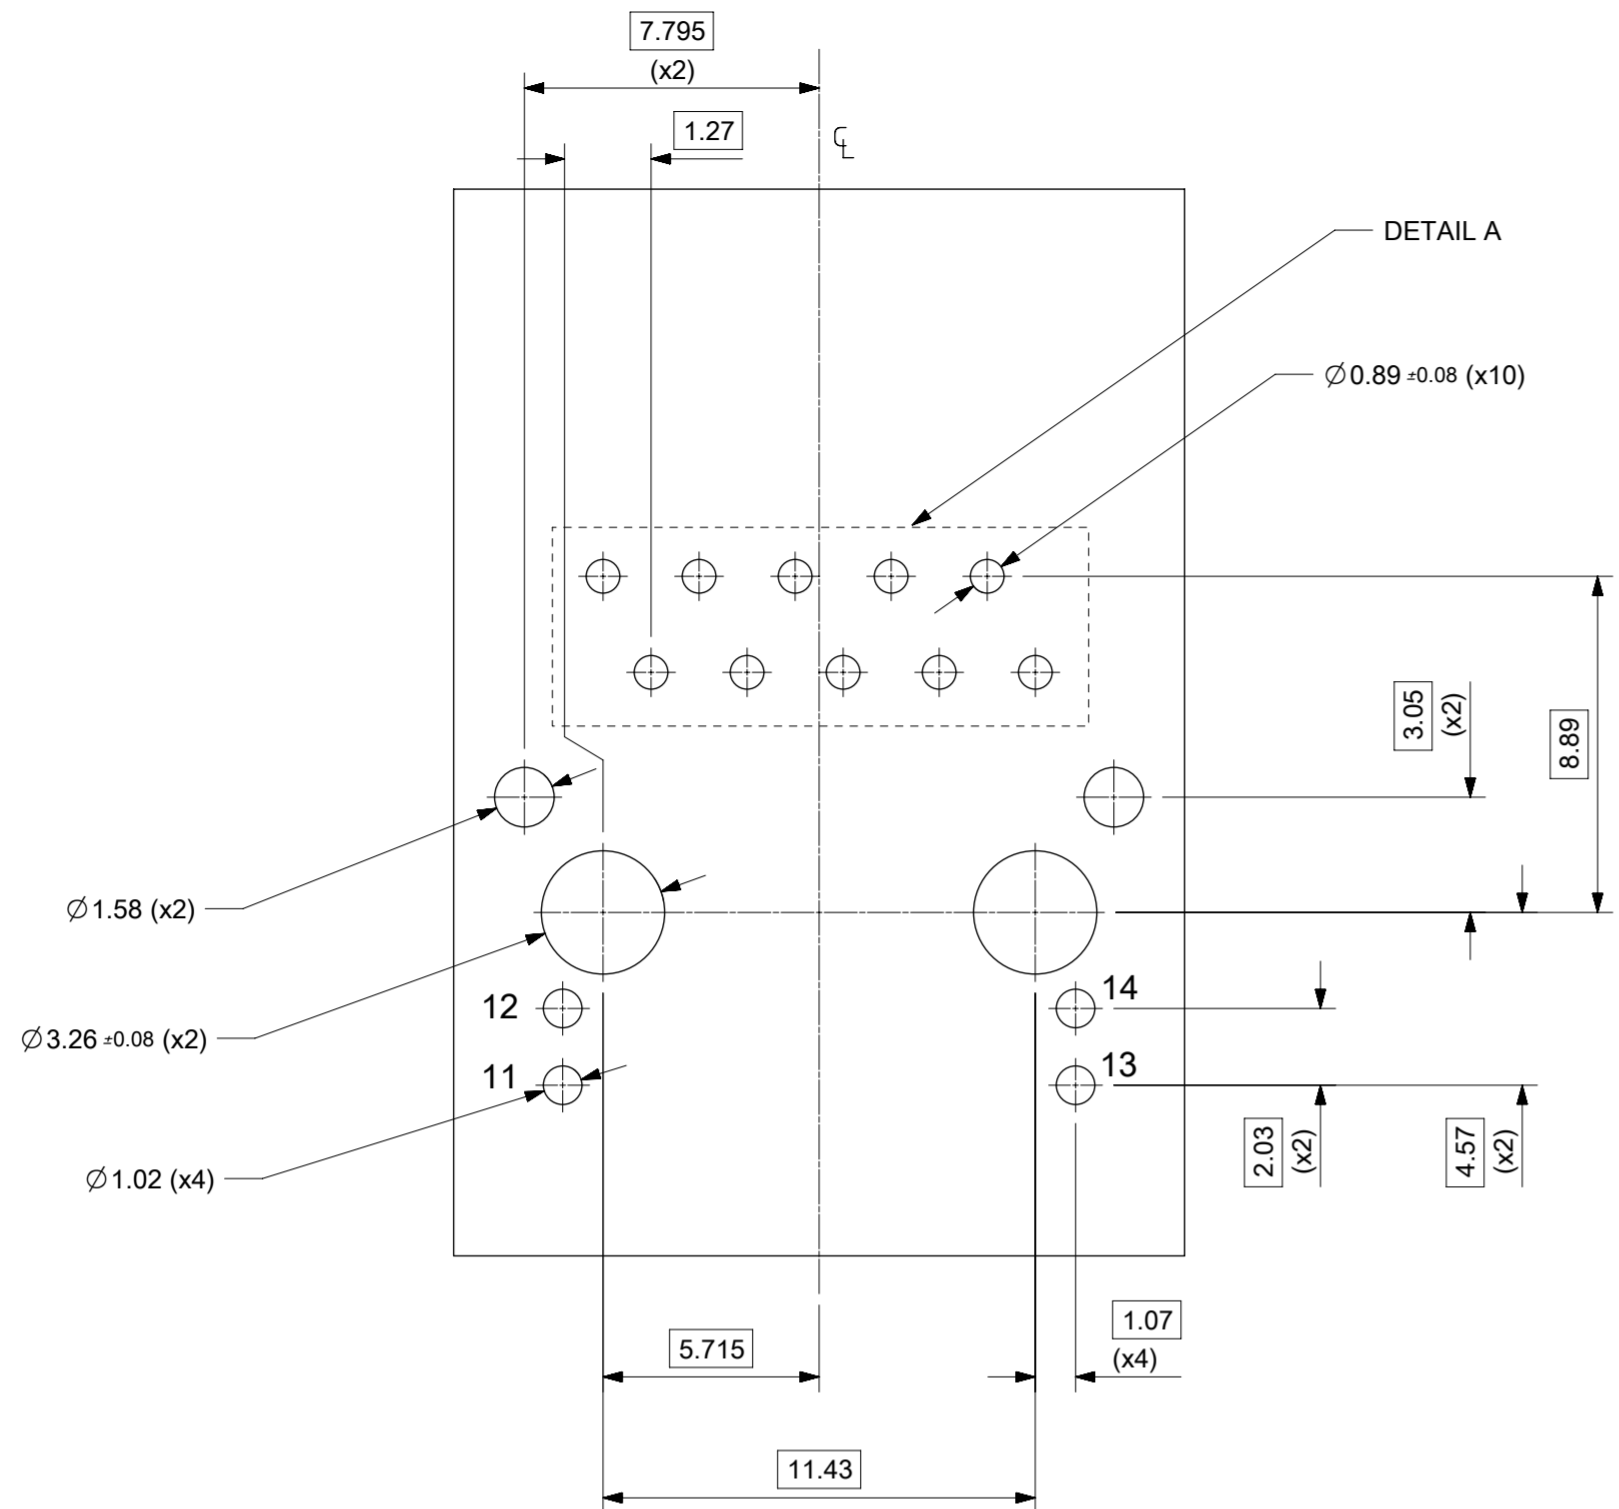 7.795
(x2)
1.27
℄
DETAIL A
∅0.89 ±0.08 (x10)
3.05
(x2)
8.89
∅1.58 (x2)
12
14
∅3.26 ±0.08 (x2)
11
13
∅1.02 (x4)
2.03
(x2)
4.57
(x2)
1.07
(x4)
5.715
11.43